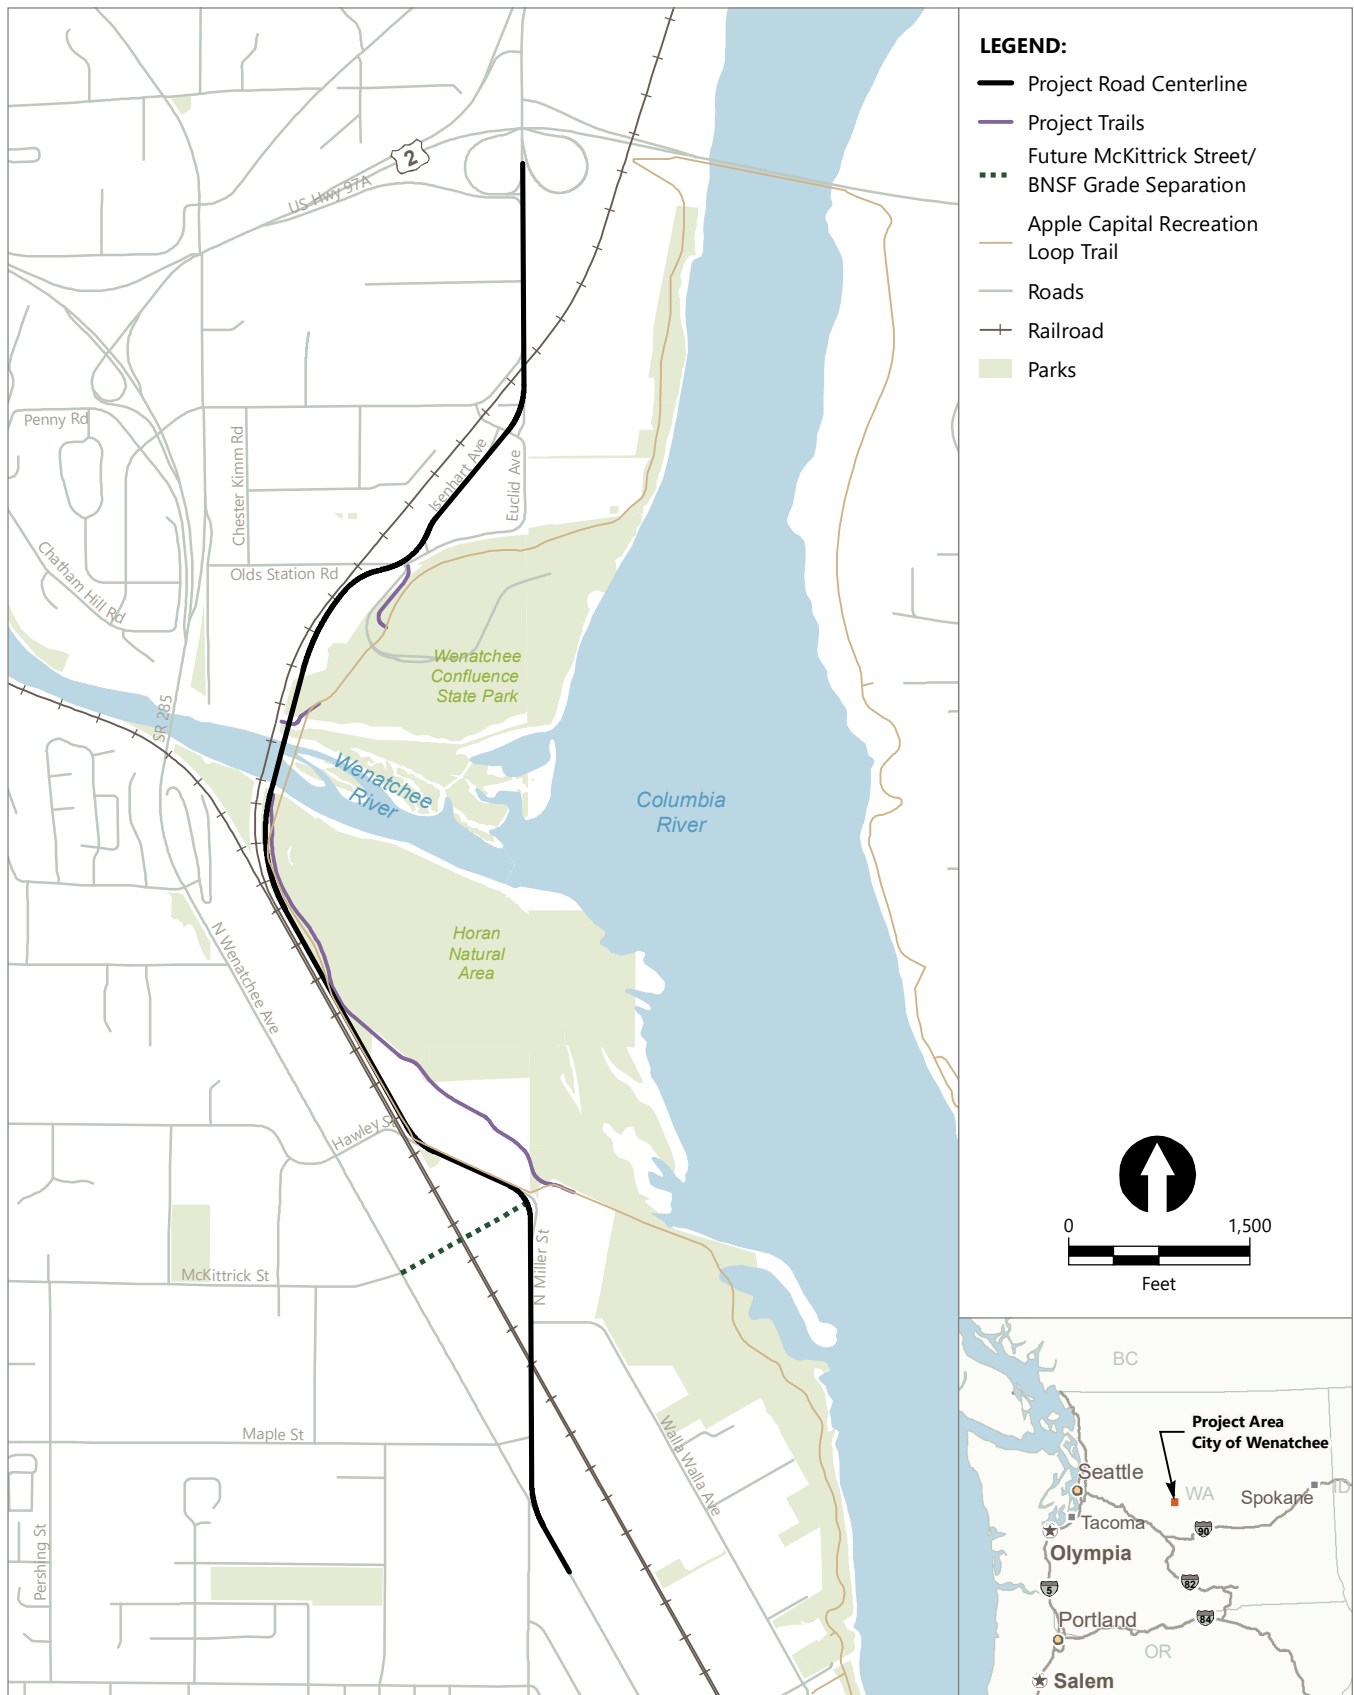 LEGEND:
Project Road Centerline
Project Trails
Future McKittrick Street/
BNSF Grade Separation
Apple Capital Recreation
Loop Trail
Roads
Railroad
Parks
2
US Hwy 97A
Penny Rd
Chester Kimm Rd
Isenhart Ave
Euclid Ave
Chatham Hill Rd
Olds Station Rd
Wenatchee
Confluence
State Park
SR 285
Wenatchee
River
Columbia
River
N Wenatchee Ave
Horan
Natural
Area
Hawley St
McKittrick St
N Miller St
Maple St
Walla Walla Ave
Pershing St
0 1,500
Feet
BC
Project Area
City of Wenatchee
Seattle
WA
Spokane
ID
Tacoma
90
Olympia
82
5
84
Portland
OR
Salem